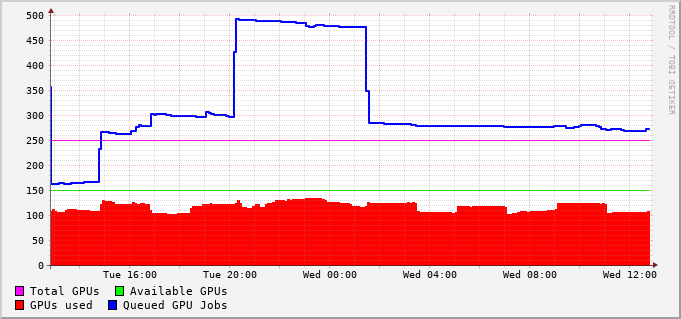 500
450
400
350
300
250
200
150
100
50
0
Tue 16:00 Tue 20:00 Wed 00:00 Wed 04:00 Wed 08:00 Wed 12:00
Total GPUs Available GPUs
GPUs used Queued GPU Jobs
RRDTOOL / TOBI OETIKER